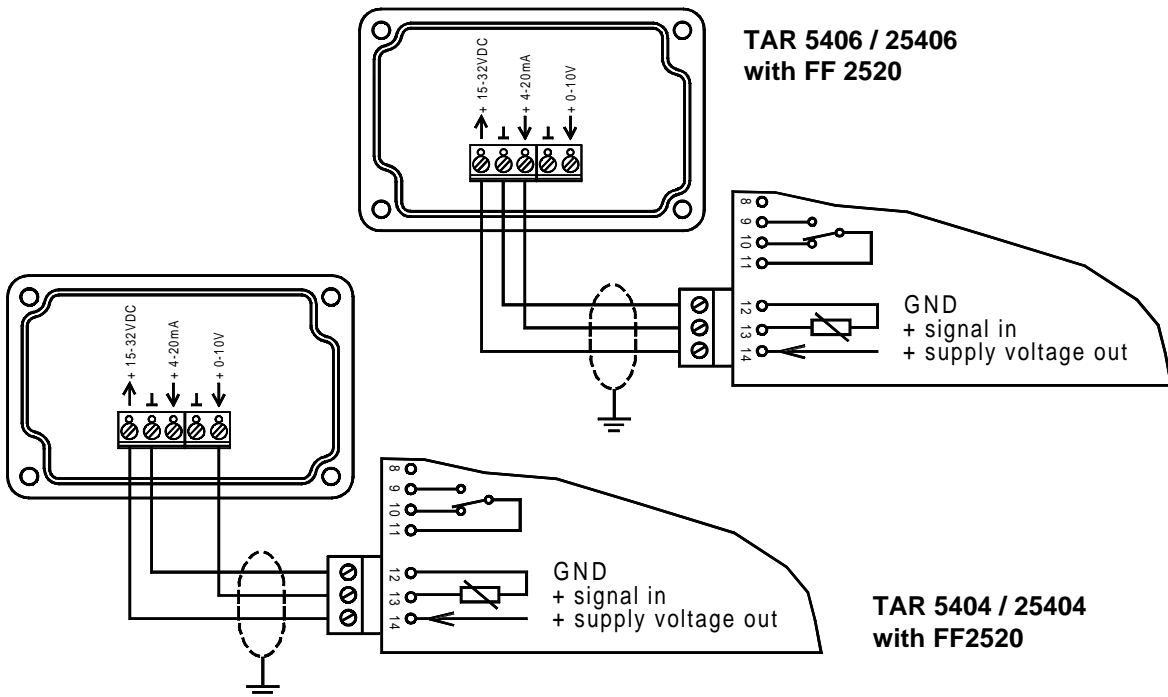 TAR 5406 / 25406
with FF 2520
+ 15-32VDC
⊥
+ 4-20mA
⊥
+ 0-10V
8
9
10
11
12
13
14
GND
+ signal in
+ supply voltage out
+ 15-32VDC
⊥
+ 4-20mA
⊥
+ 0-10V
8
9
10
11
12
13
14
GND
+ signal in
+ supply voltage out
TAR 5404 / 25404
with FF2520